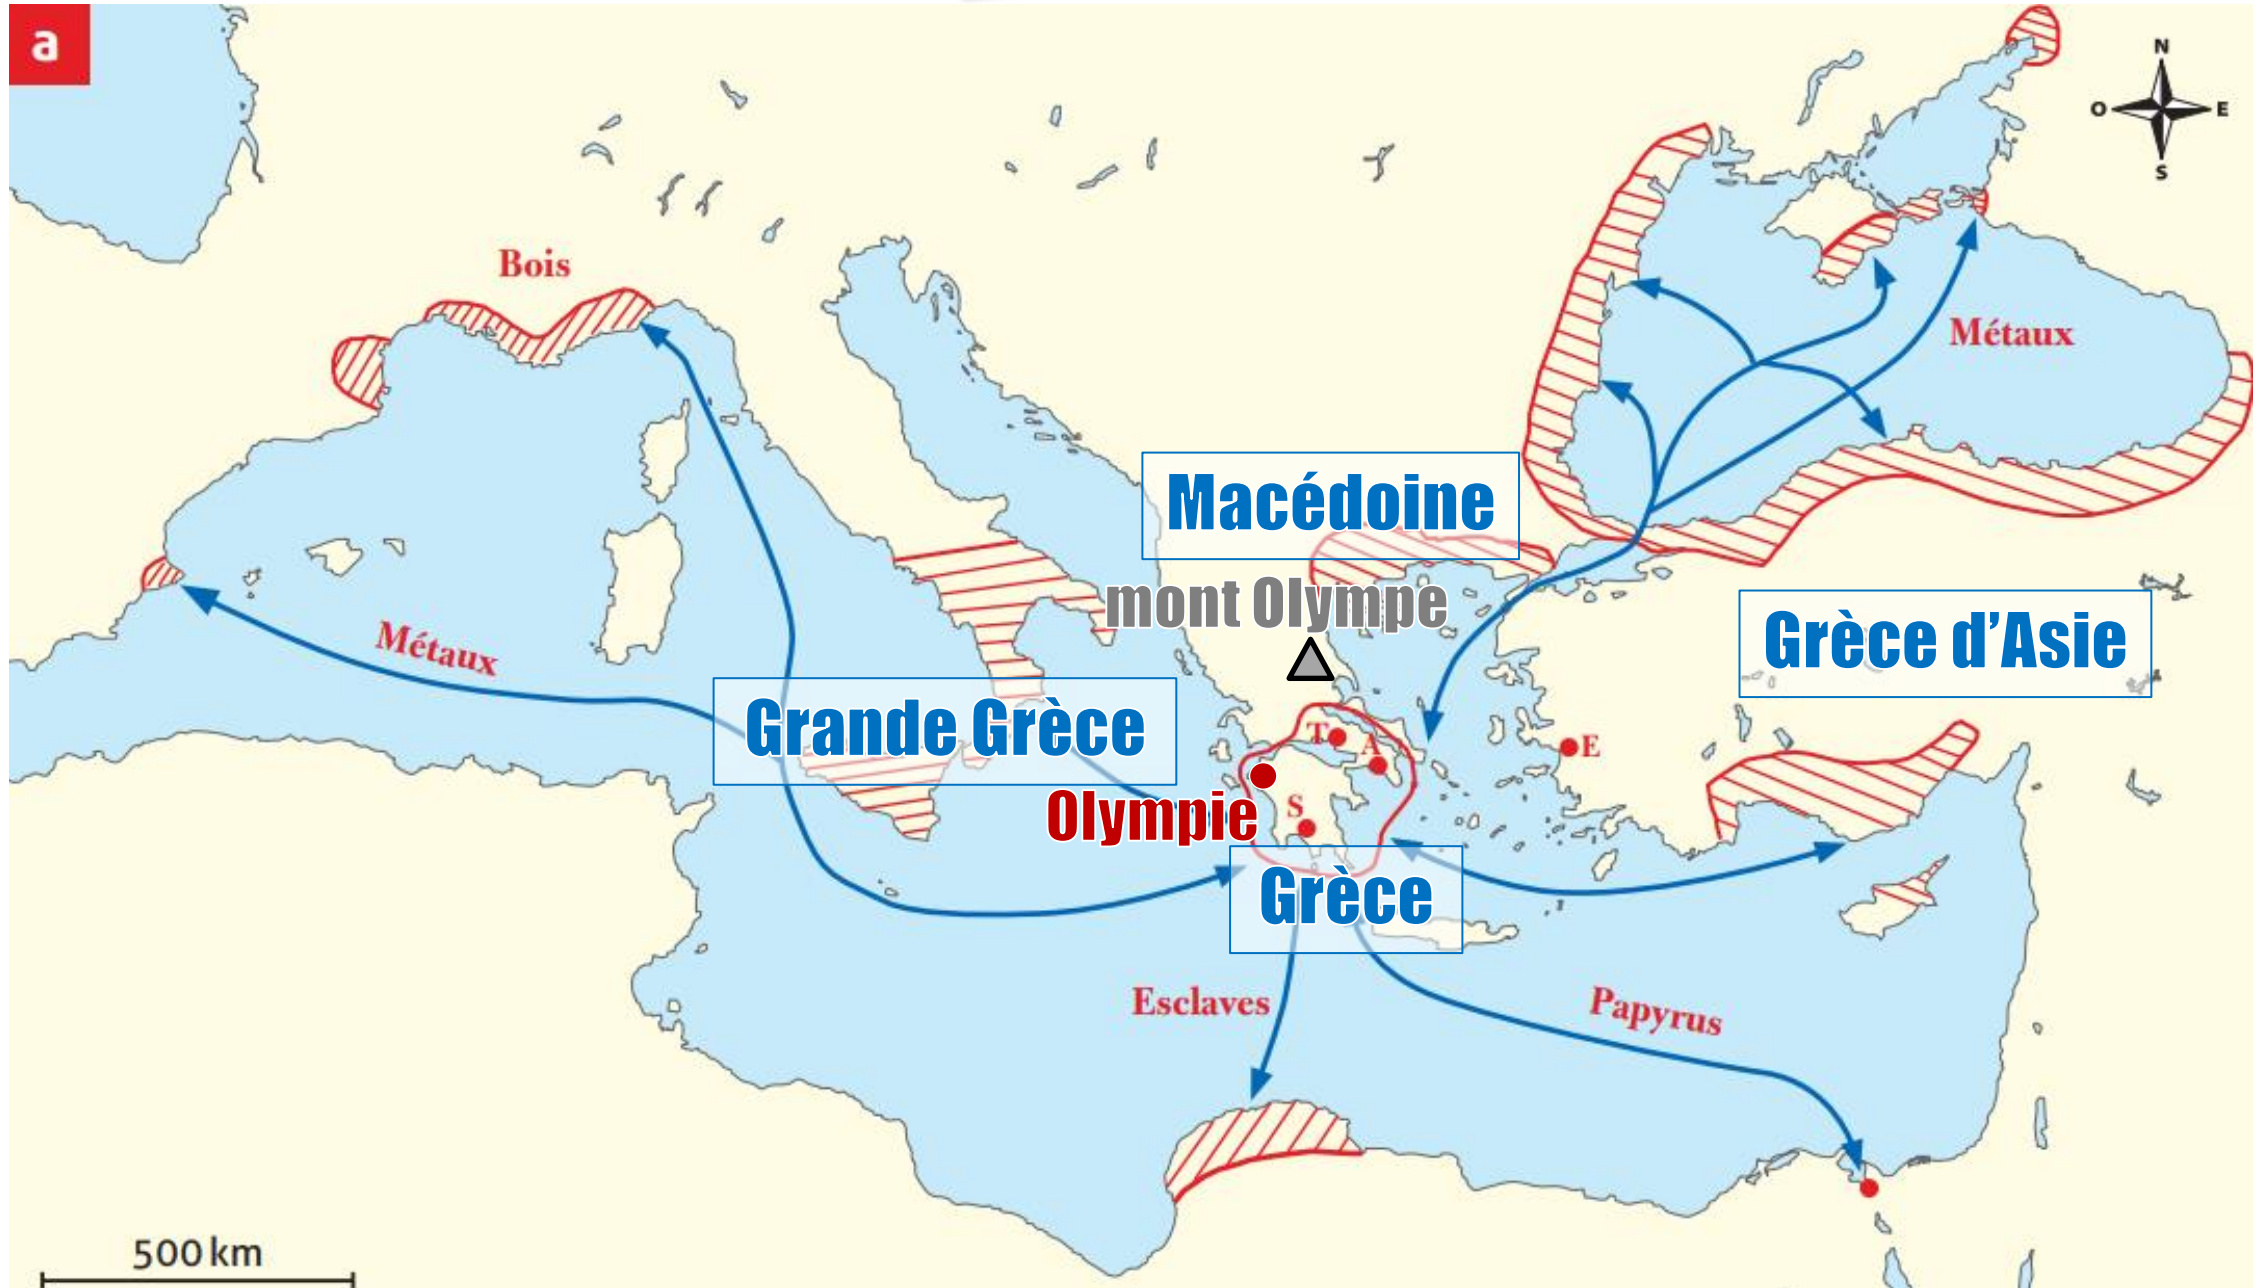 a
N
O
E
S
Bois
Métaux
Macédoine
mont Olympe
Grèce d'Asie
Métaux
Grande Grèce
T
A
E
Olympie
S
Grèce
Esclaves
Papyrus
500 km